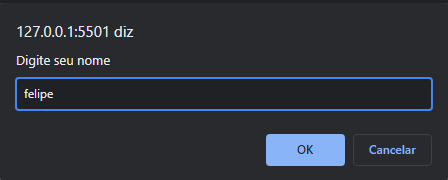 127.0.0.1:5501 diz
Digite seu nome
felipe
OK Cancelar